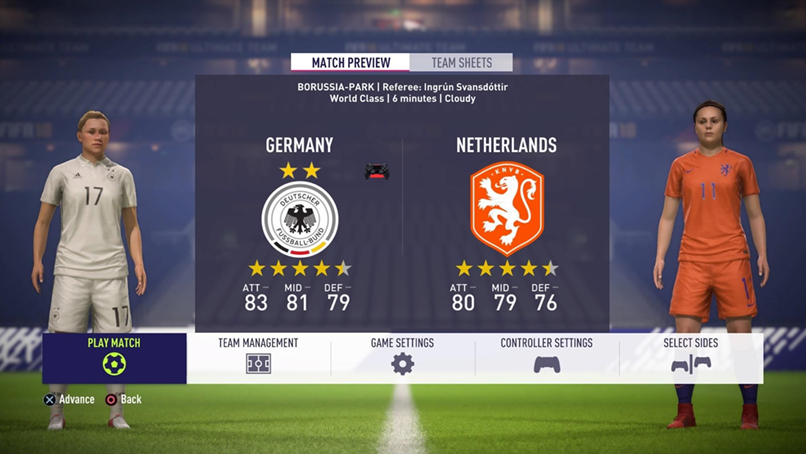 MATCH PREVIEW
TEAM SHEETS
BORUSSIA-PARK | Referee: Ingrún Svansdóttir
World Class | 6 minutes | Cloudy
GERMANY
NETHERLANDS
DEUTSCHER
FUSSBALL-BUND
KNVB
17
11
ATT MID DEF
83 81 79
ATT MID DEF
80 79 76
17
PLAY MATCH
TEAM MANAGEMENT
GAME SETTINGS
CONTROLLER SETTINGS
SELECT SIDES
Advance
Back